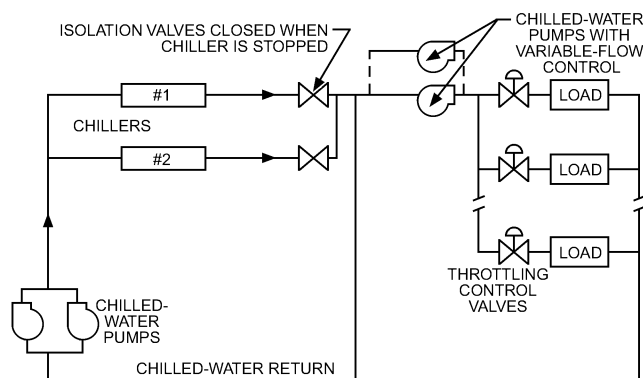 ISOLATION VALVES CLOSED WHEN
CHILLER IS STOPPED
CHILLED-WATER
PUMPS WITH
VARIABLE-FLOW
CONTROL
#1
LOAD
CHILLERS
#2
LOAD
LOAD
THROTTLING
CONTROL
VALVES
CHILLED-
WATER
PUMPS
CHILLED-WATER RETURN